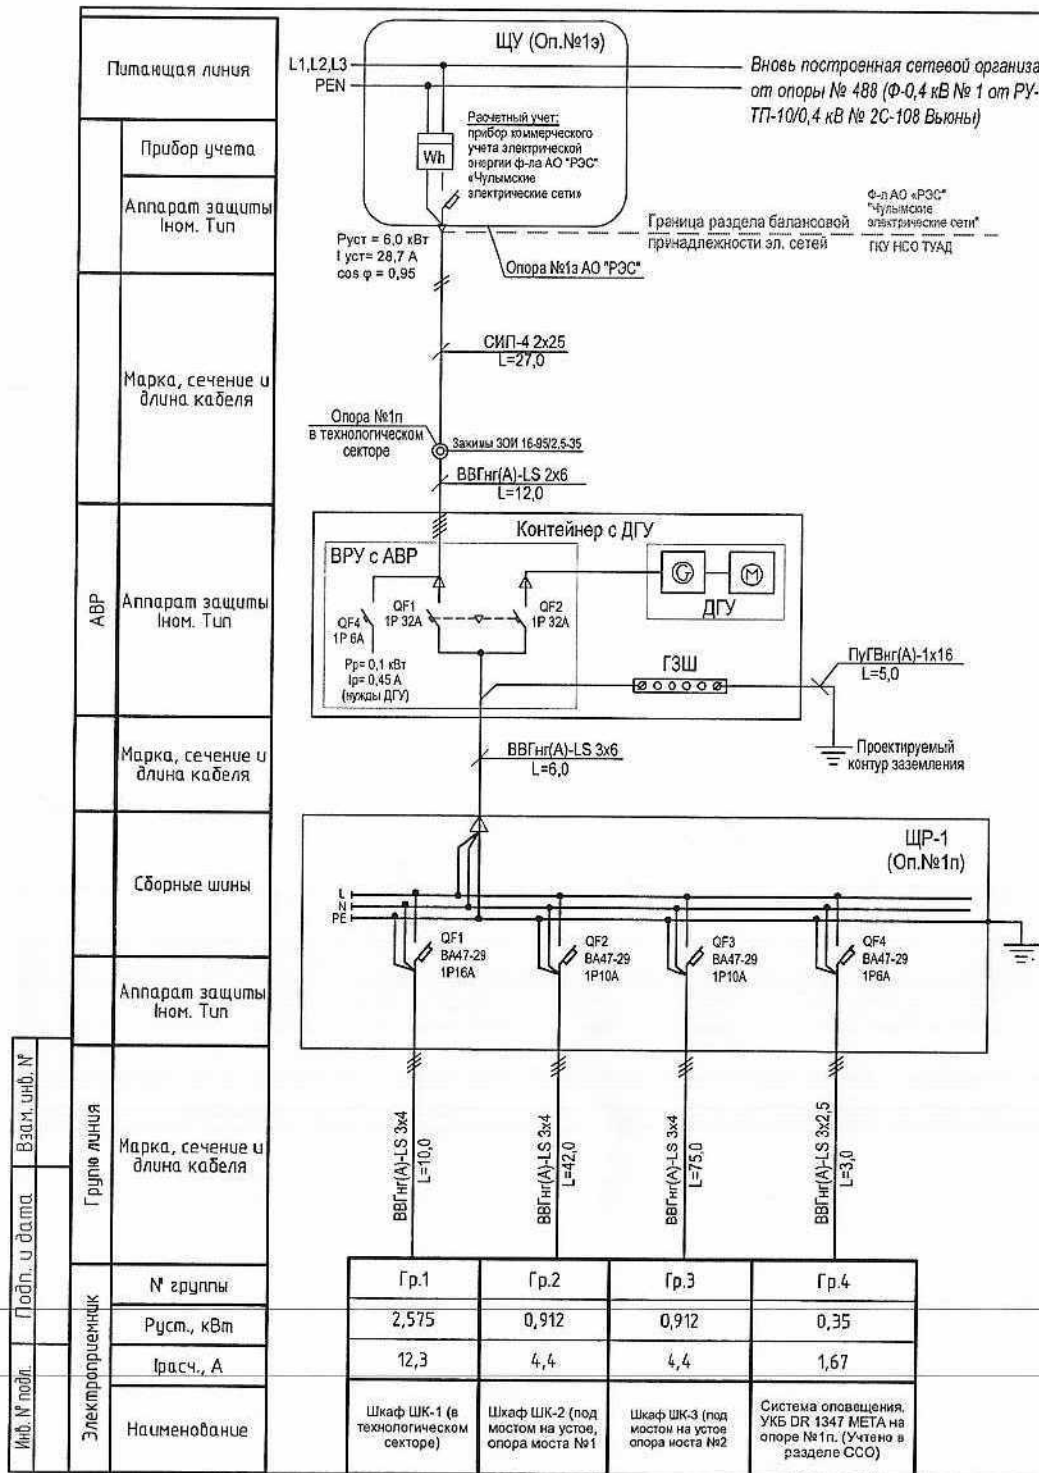 Питающая линия
Прибор учета
Аппарат защиты
Iном. Тип
Марка, сечение и
длина кабеля
АВР
Аппарат защиты
Iном. Тип
Марка, сечение и
длина кабеля
Сборные шины
Аппарат защиты
Iном. Тип
Групю линия
Марка, сечение и
длина кабеля
Электроприемник
N° группы
Руст., кВт
Iрасч., А
Наименование
Взам. инв. N°
Подп. и дата
Инв. N° подл.
ЩУ (Оп.№1э)
L1,L2,L3
PEN
Вновь построенная сетевой организа
от опоры № 488 (Ф-0,4 кВ № 1 от РУ-
ТП-10/0,4 кВ № 2С-108 Вьюны)
Wh
Расчетный учет:
прибор коммерческого
учета электрической
энергии ф-ла АО "РЭС"
«Чулымские
электрические сети»
Руст = 6,0 кВт
I уст= 28,7 А
cos φ = 0,95
Опора №1э АО "РЭС"
Граница раздела балансовой
принадлежности эл. сетей
Ф-л АО «РЭС"
"Чулымские
электрические сети"
ГКУ НСО ТУАД
СИП-4 2х25
L=27,0
Опора №1п
в технологическом
секторе
Зажимы ЗОИ 16-95/2,5-35
ВВГнг(А)-LS 2х6
L=12,0
Контейнер с ДГУ
ВРУ с АВР
QF4
1Р 6А
QF1
1Р 32А
QF2
1Р 32А
Рр= 0,1 кВт
Iр= 0,45 А
(нужды ДГУ)
G
M
ДГУ
ГЗШ
ПуГВнг(А)-1х16
L=5,0
Проектируемый
контур заземления
ВВГнг(А)-LS 3х6
L=6,0
ЩР-1
(Оп.№1п)
L
N
PE
QF1
ВА47-29
1Р16А
QF2
ВА47-29
1Р10А
QF3
ВА47-29
1Р10А
QF4
ВА47-29
1Р6А
ВВГнг(А)-LS 3х4
L=10,0
ВВГнг(А)-LS 3х4
L=42,0
ВВГнг(А)-LS 3х4
L=75,0
ВВГнг(А)-LS 3х2,5
L=3,0
Гр.1
Гр.2
Гр.3
Гр.4
2,575
0,912
0,912
0,35
12,3
4,4
4,4
1,67
Шкаф ШК-1 (в
технологическом
секторе)
Шкаф ШК-2 (под
мостом на устое,
опора моста №1
Шкаф ШК-3 (под
мостом на устое
опора моста №2
Система оповещения,
УКБ DR 1347 МЕТА на
опоре №1п. (Учтено в
разделе ССО)